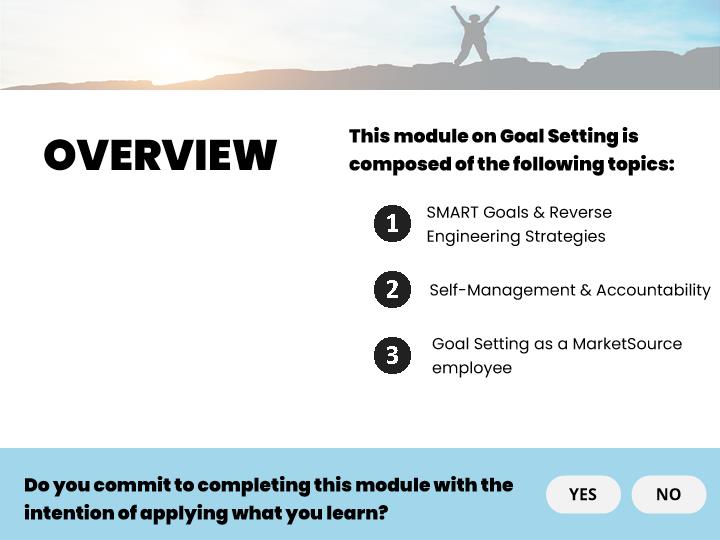 OVERVIEW
This module on Goal Setting is
composed of the following topics:
1
SMART Goals & Reverse
Engineering Strategies
2
Self-Management & Accountability
3
Goal Setting as a MarketSource
employee
Do you commit to completing this module with the
intention of applying what you learn?
YES
NO